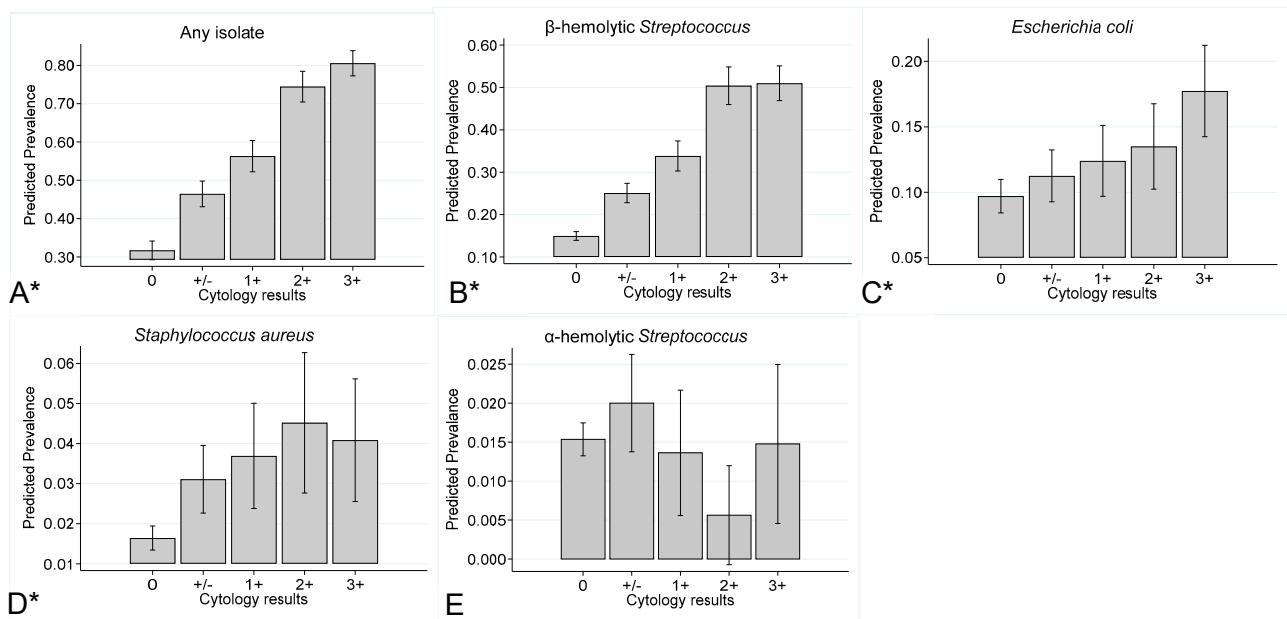 Any isolate
Predicted Prevalence
0.80
0.70
0.60
0.50
0.40
0.30
0 +/- 1+ 2+ 3+
Cytology results
A*
β-hemolytic Streptococcus
Predicted Prevalence
0.60
0.50
0.40
0.30
0.20
0.10
0 +/- 1+ 2+ 3+
Cytology results
B*
Escherichia coli
Predicted Prevalence
0.20
0.15
0.10
0.05
0 +/- 1+ 2+ 3+
Cytology results
C*
Staphylococcus aureus
Predicted Prevalence
0.06
0.05
0.04
0.03
0.02
0.01
0 +/- 1+ 2+ 3+
Cytology results
D*
α-hemolytic Streptococcus
Predicted Prevalance
0.025
0.020
0.015
0.010
0.005
0.000
0 +/- 1+ 2+ 3+
Cytology results
E